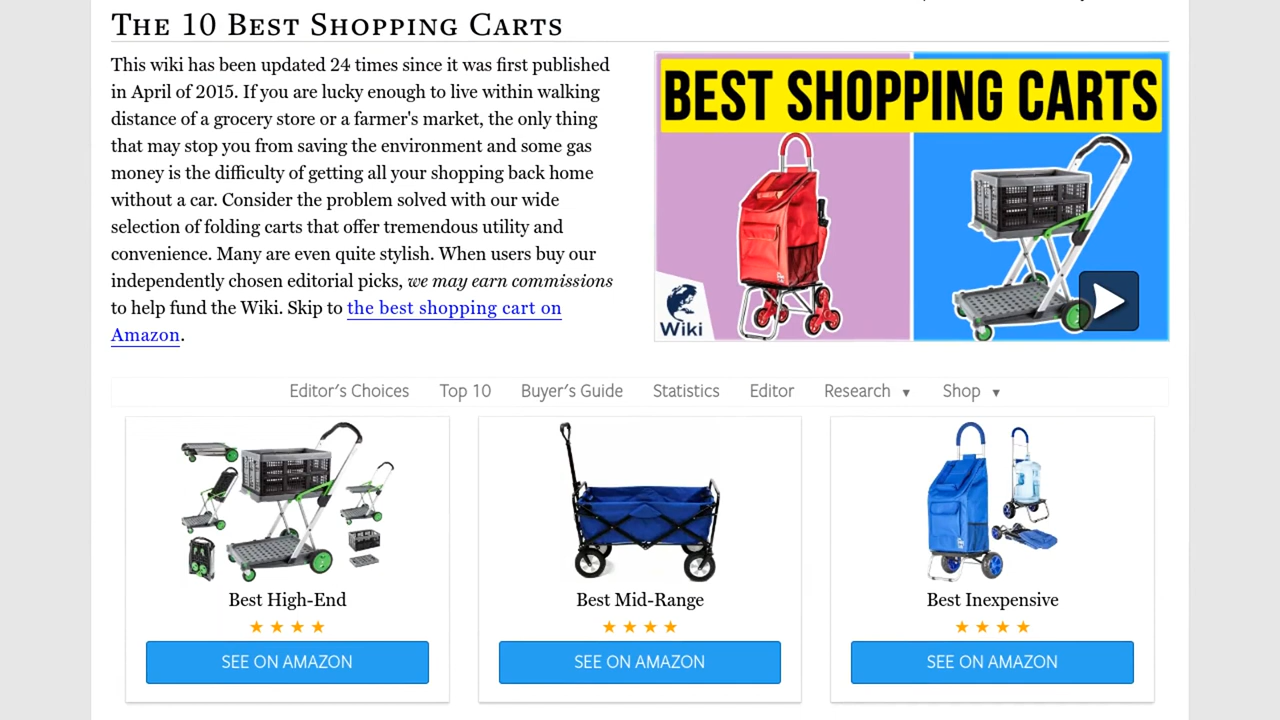 The 10 Best Shopping Carts
This wiki has been updated 24 times since it was first published
in April of 2015. If you are lucky enough to live within walking
distance of a grocery store or a farmer's market, the only thing
that may stop you from saving the environment and some gas
money is the difficulty of getting all your shopping back home
without a car. Consider the problem solved with our wide
selection of folding carts that offer tremendous utility and
convenience. Many are even quite stylish. When users buy our
independently chosen editorial picks, we may earn commissions
to help fund the Wiki. Skip to the best shopping cart on
Amazon.
BEST SHOPPING CARTS
Wiki
Editor's Choices Top 10 Buyer's Guide Statistics Editor Research ▼ Shop ▼
Best High-End Best Mid-Range Best Inexpensive
★ ★ ★ ★ ★ ★ ★ ★ ★ ★ ★ ★
SEE ON AMAZON SEE ON AMAZON SEE ON AMAZON